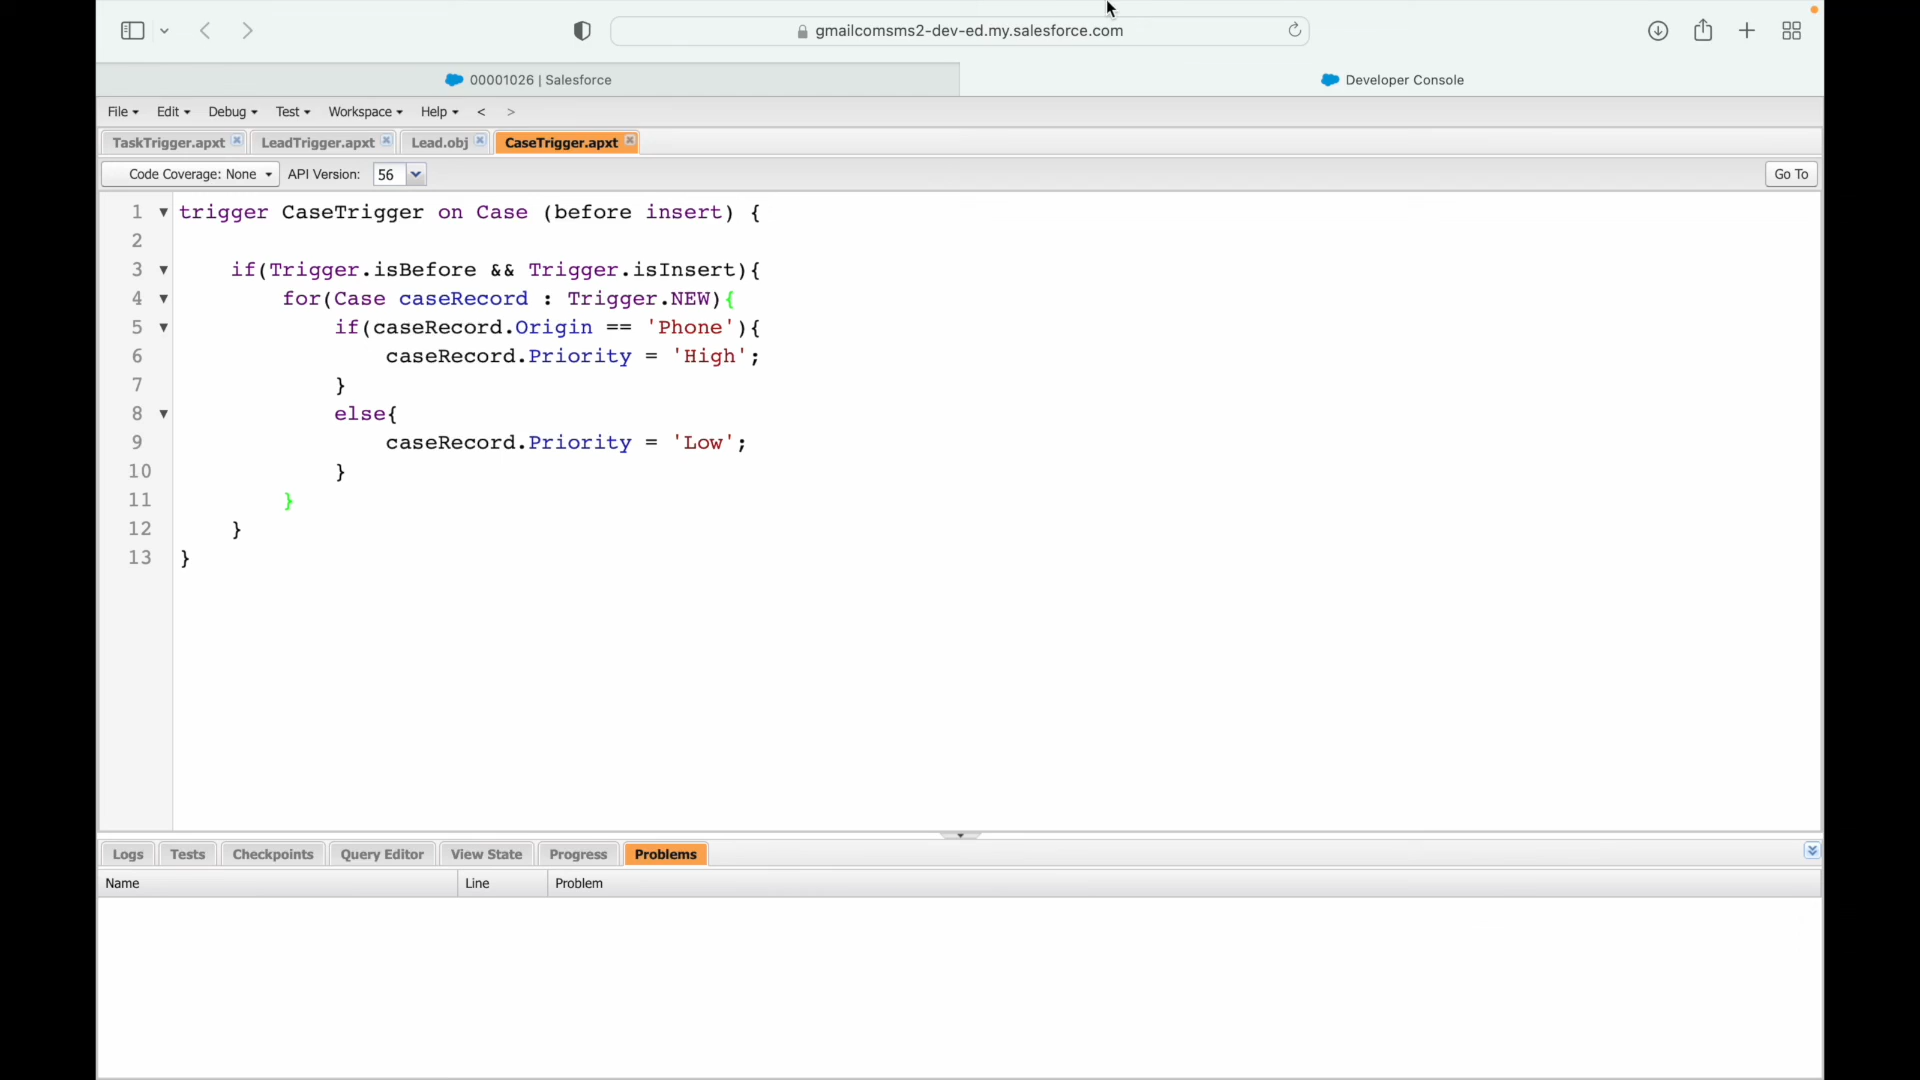 gmailcomsms2-dev-ed.my.salesforce.com
00001026 | Salesforce
Developer Console
File Edit Debug Test Workspace Help < >
TaskTrigger.apxt LeadTrigger.apxt Lead.obj CaseTrigger.apxt
Code Coverage: None API Version: 56 Go To
1 trigger CaseTrigger on Case (before insert) {
2
3 if(Trigger.isBefore && Trigger.isInsert){
4 for(Case caseRecord : Trigger.NEW){
5 if(caseRecord.Origin == 'Phone'){
6 caseRecord.Priority = 'High';
7 }
8 else{
9 caseRecord.Priority = 'Low';
10 }
11 }
12 }
13 }
Logs Tests Checkpoints Query Editor View State Progress Problems
Name Line Problem